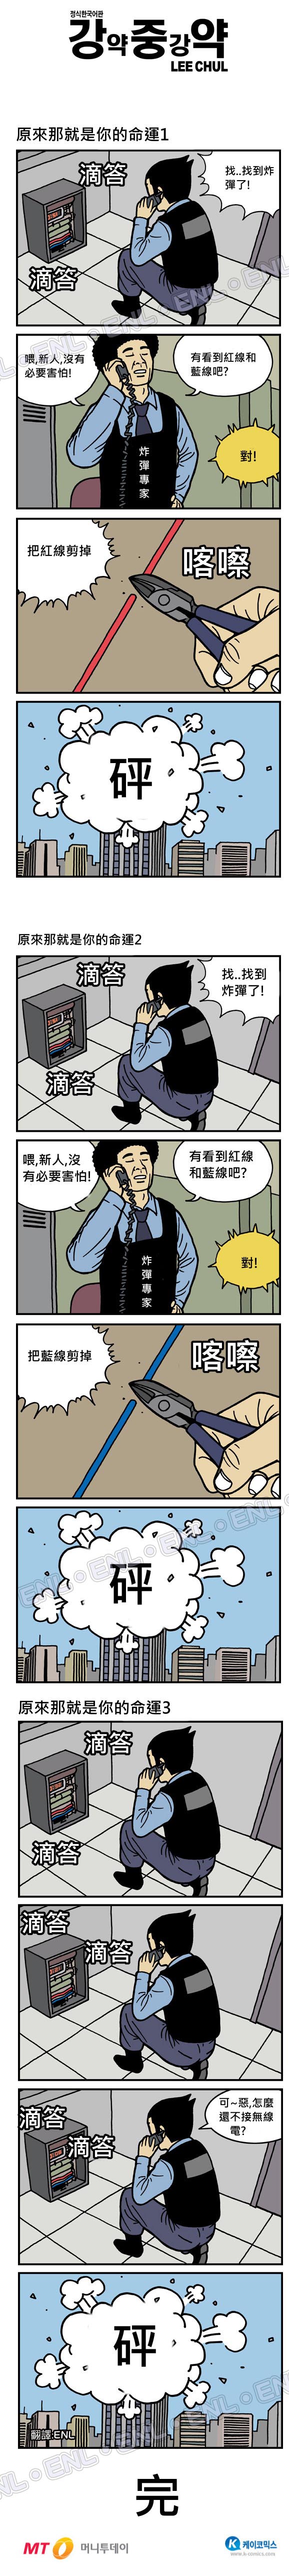 정식한국어판
강약중강약
LEE CHUL
原來那就是你的命運1
滴答
找..找到炸
彈了!
滴答
喂,新人,沒有
必要害怕!
有看到紅線和
藍線吧?
炸彈專家
對!
把紅線剪掉
喀嚓
砰
原來那就是你的命運2
滴答
找..找到
炸彈了!
滴答
喂,新人,沒
有必要害怕!
有看到紅線
和藍線吧?
炸彈專家
對!
把藍線剪掉
喀嚓
砰
原來那就是你的命運3
滴答
滴答
滴答
滴答
可~惡,怎麼
還不接無線
電?
滴答
滴答
砰
翻譯:ENL
完
MT 머니투데이
K 케이코믹스
www.k-comics.com